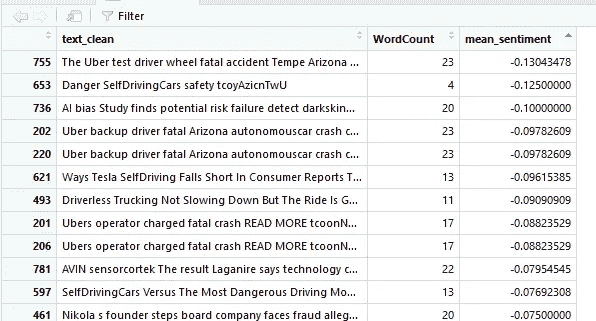 Filter
text_clean WordCount mean_sentiment
755 The Uber test driver wheel fatal accident Tempe Arizona ... 23 -0.13043478
653 Danger SelfDrivingCars safety tcoyAzicnTwU 4 -0.12500000
736 AI bias Study finds potential risk failure detect darkskin... 20 -0.10000000
202 Uber backup driver fatal Arizona autonomouscar crash c... 23 -0.09782609
220 Uber backup driver fatal Arizona autonomouscar crash c... 23 -0.09782609
621 Ways Tesla SelfDriving Falls Short In Consumer Reports T... 13 -0.09615385
493 Driverless Trucking Not Slowing Down But The Ride Is G... 11 -0.09090909
201 Ubers operator charged fatal crash READ MORE tcoonN... 17 -0.08823529
206 Ubers operator charged fatal crash READ MORE tcoonN... 17 -0.08823529
781 AVIN sensorcortek The result Laganire says technology c... 22 -0.07954545
597 SelfDrivingCars Versus The Most Dangerous Driving Mo... 13 -0.07692308
461 Nikola s founder steps board company faces fraud alleg... 20 -0.07500000